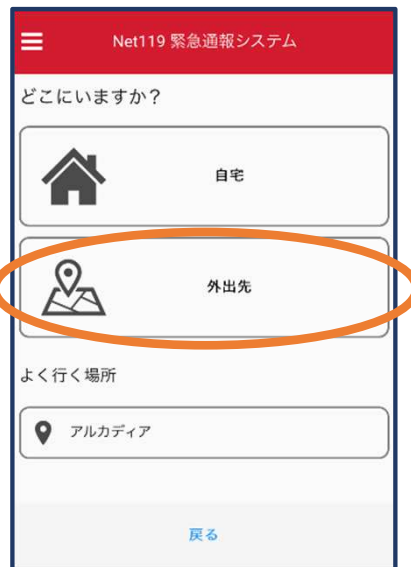 Net119 緊急通報システム
どこにいますか？
自宅
外出先
よく行く場所
アルカディア
戻る